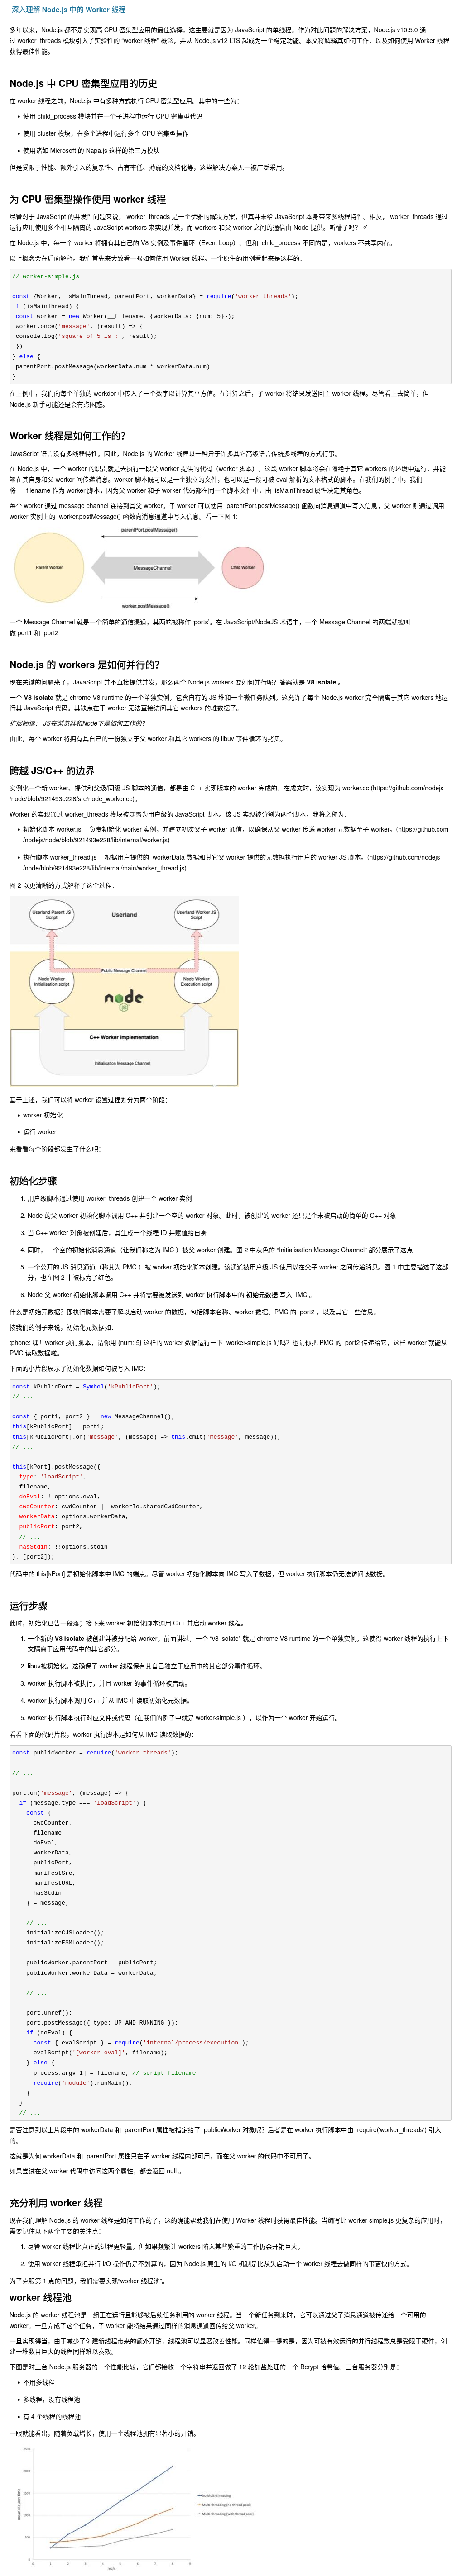 深入理解 Node.js 中的 Worker 线程
多年以来，Node.js 都不是实现高 CPU 密集型应用的最佳选择，这主要就是因为 JavaScript 的单线程。作为对此问题的解决方案，Node.js v10.5.0 通
过 worker_threads 模块引入了实验性的 “worker 线程” 概念，并从 Node.js v12 LTS 起成为一个稳定功能。本文将解释其如何工作，以及如何使用 Worker 线程
获得最佳性能。
Node.js 中 CPU 密集型应用的历史
在 worker 线程之前，Node.js 中有多种方式执行 CPU 密集型应用。其中的一些为：
• 使用 child_process 模块并在一个子进程中运行 CPU 密集型代码
• 使用 cluster 模块，在多个进程中运行多个 CPU 密集型操作
• 使用诸如 Microsoft 的 Napa.js 这样的第三方模块
但是受限于性能、额外引入的复杂性、占有率低、薄弱的文档化等，这些解决方案无一被广泛采用。
为 CPU 密集型操作使用 worker 线程
尽管对于 JavaScript 的并发性问题来说， worker_threads 是一个优雅的解决方案，但其并未给 JavaScript 本身带来多线程特性。相反， worker_threads 通过
运行应用使用多个相互隔离的 JavaScript workers 来实现并发，而 workers 和父 worker 之间的通信由 Node 提供。听懵了吗？ ♂️
在 Node.js 中，每一个 worker 将拥有其自己的 V8 实例及事件循环（Event Loop）。但和 child_process 不同的是，workers 不共享内存。
以上概念会在后面解释。我们首先来大致看一眼如何使用 Worker 线程。一个原生的用例看起来是这样的：
// worker-simple.js
const {Worker, isMainThread, parentPort, workerData} = require('worker_threads');
if (isMainThread) {
const worker = new Worker(__filename, {workerData: {num: 5}});
worker.once('message', (result) => {
console.log('square of 5 is :', result);
})
} else {
parentPort.postMessage(workerData.num * workerData.num)
}
在上例中，我们向每个单独的 workder 中传入了一个数字以计算其平方值。在计算之后，子 worker 将结果发送回主 worker 线程。尽管看上去简单，但
Node.js 新手可能还是会有点困惑。
Worker 线程是如何工作的？
JavaScript 语言没有多线程特性。因此，Node.js 的 Worker 线程以一种异于许多其它高级语言传统多线程的方式行事。
在 Node.js 中，一个 worker 的职责就是去执行一段父 worker 提供的代码（worker 脚本）。这段 worker 脚本将会在隔绝于其它 workers 的环境中运行，并能
够在其自身和父 worker 间传递消息。worker 脚本既可以是一个独立的文件，也可以是一段可被 eval 解析的文本格式的脚本。在我们的例子中，我们
将 __filename 作为 worker 脚本，因为父 worker 和子 worker 代码都在同一个脚本文件中，由 isMainThread 属性决定其角色。
每个 worker 通过 message channel 连接到其父 worker。子 worker 可以使用 parentPort.postMessage() 函数向消息通道中写入信息，父 worker 则通过调用
worker 实例上的 worker.postMessage() 函数向消息通道中写入信息。看一下图 1：
parentPort.postMessage()
Parent Worker
MessageChannel
Child Worker
worker.postMessage()
一个 Message Channel 就是一个简单的通信渠道，其两端被称作 ‘ports’。在 JavaScript/NodeJS 术语中，一个 Message Channel 的两端就被叫
做 port1 和 port2
Node.js 的 workers 是如何并行的？
现在关键的问题来了，JavaScript 并不直接提供并发，那么两个 Node.js workers 要如何并行呢？答案就是 V8 isolate 。
一个 V8 isolate 就是 chrome V8 runtime 的一个单独实例，包含自有的 JS 堆和一个微任务队列。这允许了每个 Node.js worker 完全隔离于其它 workers 地运
行其 JavaScript 代码。其缺点在于 worker 无法直接访问其它 workers 的堆数据了。
扩展阅读： JS在浏览器和Node下是如何工作的？
由此，每个 worker 将拥有其自己的一份独立于父 worker 和其它 workers 的 libuv 事件循环的拷贝。
跨越 JS/C++ 的边界
实例化一个新 worker、提供和父级/同级 JS 脚本的通信，都是由 C++ 实现版本的 worker 完成的。在成文时，该实现为 worker.cc (https://github.com/nodejs
/node/blob/921493e228/src/node_worker.cc)。
Worker 的实现通过 worker_threads 模块被暴露为用户级的 JavaScript 脚本。该 JS 实现被分割为两个脚本，我将之称为：
• 初始化脚本 worker.js— 负责初始化 worker 实例，并建立初次父子 worker 通信，以确保从父 worker 传递 worker 元数据至子 worker。(https://github.com
/nodejs/node/blob/921493e228/lib/internal/worker.js)
• 执行脚本 worker_thread.js— 根据用户提供的 workerData 数据和其它父 worker 提供的元数据执行用户的 worker JS 脚本。(https://github.com/nodejs
/node/blob/921493e228/lib/internal/main/worker_thread.js)
图 2 以更清晰的方式解释了这个过程：
Userland Parent JS Script
Userland
Userland Worker JS Script
Public Message Channel
Node Worker Initialisation script
node
Node Worker Execution script
C++ Worker Implementation
Initialisation Message Channel
基于上述，我们可以将 worker 设置过程划分为两个阶段：
• worker 初始化
• 运行 worker
来看看每个阶段都发生了什么吧：
初始化步骤
1. 用户级脚本通过使用 worker_threads 创建一个 worker 实例
2. Node 的父 worker 初始化脚本调用 C++ 并创建一个空的 worker 对象。此时，被创建的 worker 还只是个未被启动的简单的 C++ 对象
3. 当 C++ worker 对象被创建后，其生成一个线程 ID 并赋值给自身
4. 同时，一个空的初始化消息通道（让我们称之为 IMC ）被父 worker 创建。图 2 中灰色的 “Initialisation Message Channel” 部分展示了这点
5. 一个公开的 JS 消息通道（称其为 PMC ）被 worker 初始化脚本创建。该通道被用户级 JS 使用以在父子 worker 之间传递消息。图 1 中主要描述了这部
分，也在图 2 中被标为了红色。
6. Node 父 worker 初始化脚本调用 C++ 并将需要被发送到 worker 执行脚本中的 初始元数据 写入 IMC 。
什么是初始元数据？即执行脚本需要了解以启动 worker 的数据，包括脚本名称、worker 数据、PMC 的 port2 ，以及其它一些信息。
按我们的例子来说，初始化元数据如：
:phone: 嘿！worker 执行脚本，请你用 {num: 5} 这样的 worker 数据运行一下 worker-simple.js 好吗？也请你把 PMC 的 port2 传递给它，这样 worker 就能从
PMC 读取数据啦。
下面的小片段展示了初始化数据如何被写入 IMC：
const kPublicPort = Symbol('kPublicPort');
// ...
const { port1, port2 } = new MessageChannel();
this[kPublicPort] = port1;
this[kPublicPort].on('message', (message) => this.emit('message', message));
// ...
this[kPort].postMessage({
type: 'loadScript',
filename,
doEval: !!options.eval,
cwdCounter: cwdCounter || workerIo.sharedCwdCounter,
workerData: options.workerData,
publicPort: port2,
// ...
hasStdin: !!options.stdin
}, [port2]);
代码中的 this[kPort] 是初始化脚本中 IMC 的端点。尽管 worker 初始化脚本向 IMC 写入了数据，但 worker 执行脚本仍无法访问该数据。
运行步骤
此时，初始化已告一段落；接下来 worker 初始化脚本调用 C++ 并启动 worker 线程。
1. 一个新的 V8 isolate 被创建并被分配给 worker。前面讲过，一个 “v8 isolate” 就是 chrome V8 runtime 的一个单独实例。这使得 worker 线程的执行上下
文隔离于应用代码中的其它部分。
2. libuv被初始化。这确保了 worker 线程保有其自己独立于应用中的其它部分事件循环。
3. worker 执行脚本被执行，并且 worker 的事件循环被启动。
4. worker 执行脚本调用 C++ 并从 IMC 中读取初始化元数据。
5. worker 执行脚本执行对应文件或代码（在我们的例子中就是 worker-simple.js ），以作为一个 worker 开始运行。
看看下面的代码片段，worker 执行脚本是如何从 IMC 读取数据的：
const publicWorker = require('worker_threads');
// ...
port.on('message', (message) => {
if (message.type === 'loadScript') {
const {
cwdCounter,
filename,
doEval,
workerData,
publicPort,
manifestSrc,
manifestURL,
hasStdin
} = message;
// ...
initializeCJSLoader();
initializeESMLoader();
publicWorker.parentPort = publicPort;
publicWorker.workerData = workerData;
// ...
port.unref();
port.postMessage({ type: UP_AND_RUNNING });
if (doEval) {
const { evalScript } = require('internal/process/execution');
evalScript('[worker eval]', filename);
} else {
process.argv[1] = filename; // script filename
require('module').runMain();
}
}
// ...
是否注意到以上片段中的 workerData 和 parentPort 属性被指定给了 publicWorker 对象呢？后者是在 worker 执行脚本中由 require('worker_threads') 引入
的。
这就是为何 workerData 和 parentPort 属性只在子 worker 线程内部可用，而在父 worker 的代码中不可用了。
如果尝试在父 worker 代码中访问这两个属性，都会返回 null 。
充分利用 worker 线程
现在我们理解 Node.js 的 worker 线程是如何工作的了，这的确能帮助我们在使用 Worker 线程时获得最佳性能。当编写比 worker-simple.js 更复杂的应用时，
需要记住以下两个主要的关注点：
1. 尽管 worker 线程比真正的进程更轻量，但如果频繁让 workers 陷入某些繁重的工作仍会开销巨大。
2. 使用 worker 线程承担并行 I/O 操作仍是不划算的，因为 Node.js 原生的 I/O 机制是比从头启动一个 worker 线程去做同样的事更快的方式。
为了克服第 1 点的问题，我们需要实现“worker 线程池”。
worker 线程池
Node.js 的 worker 线程池是一组正在运行且能够被后续任务利用的 worker 线程。当一个新任务到来时，它可以通过父子消息通道被传递给一个可用的
worker。一旦完成了这个任务，子 worker 能将结果通过同样的消息通道回传给父 worker。
一旦实现得当，由于减少了创建新线程带来的额外开销，线程池可以显著改善性能。同样值得一提的是，因为可被有效运行的并行线程数总是受限于硬件，创
建一堆数目巨大的线程同样难以奏效。
下图是对三台 Node.js 服务器的一个性能比较，它们都接收一个字符串并返回做了 12 轮加盐处理的一个 Bcrypt 哈希值。三台服务器分别是：
• 不用多线程
• 多线程，没有线程池
• 有 4 个线程的线程池
一眼就能看出，随着负载增长，使用一个线程池拥有显著小的开销。